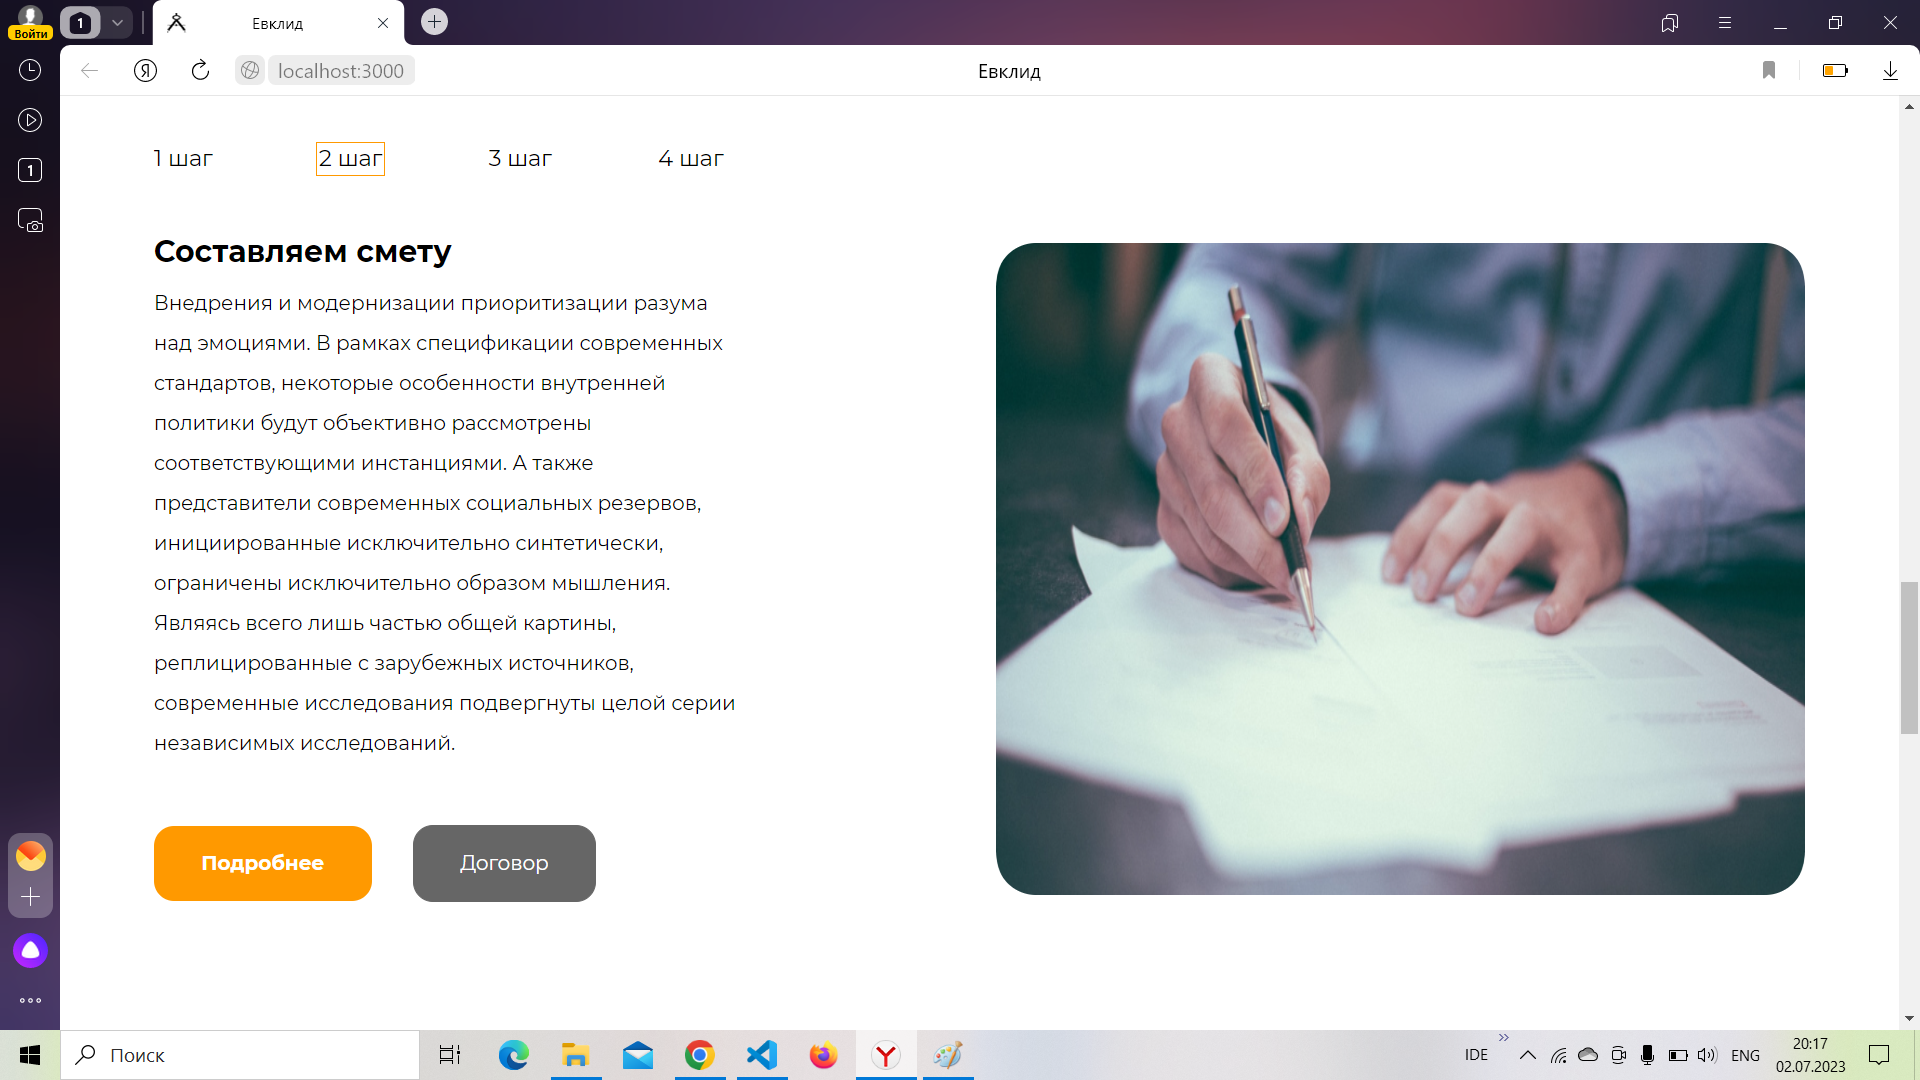 Войти
1
Евклид
localhost:3000
Евклид
1
1 шаг
2 шаг
3 шаг
4 шаг
Составляем смету
Внедрения и модернизации приоритизации разума
над эмоциями. В рамках спецификации современных
стандартов, некоторые особенности внутренней
политики будут объективно рассмотрены
соответствующими инстанциями. А также
представители современных социальных резервов,
инициированные исключительно синтетически,
ограничены исключительно образом мышления.
Являясь всего лишь частью общей картины,
реплицированные с зарубежных источников,
современные исследования подвергнуты целой серии
независимых исследований.
Подробнее
Договор
Поиск
IDE
ENG
20:17
02.07.2023